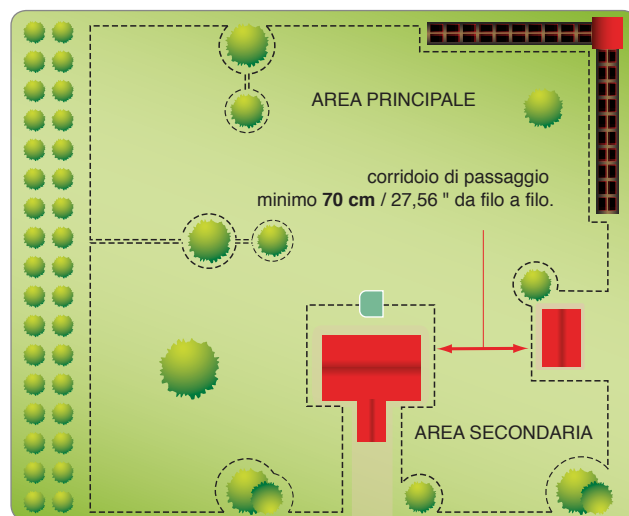 AREA PRINCIPALE
corridoio di passaggio
minimo 70 cm / 27,56 " da filo a filo.
AREA SECONDARIA